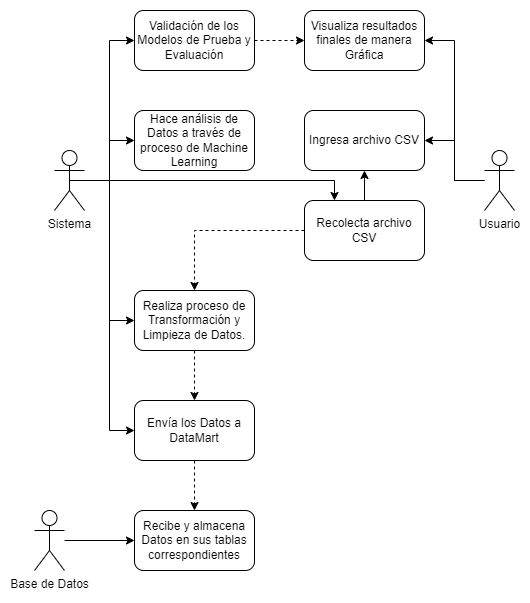 Validación de los
Modelos de Prueba y
Evaluación
Visualiza resultados
finales de manera
Gráfica
Hace análisis de
Datos a través de
proceso de Machine
Learning
Ingresa archivo CSV
Sistema
Usuario
Recolecta archivo
CSV
Realiza proceso de
Transformación y
Limpieza de Datos.
Envía los Datos a
DataMart
Recibe y almacena
Datos en sus tablas
correspondientes
Base de Datos